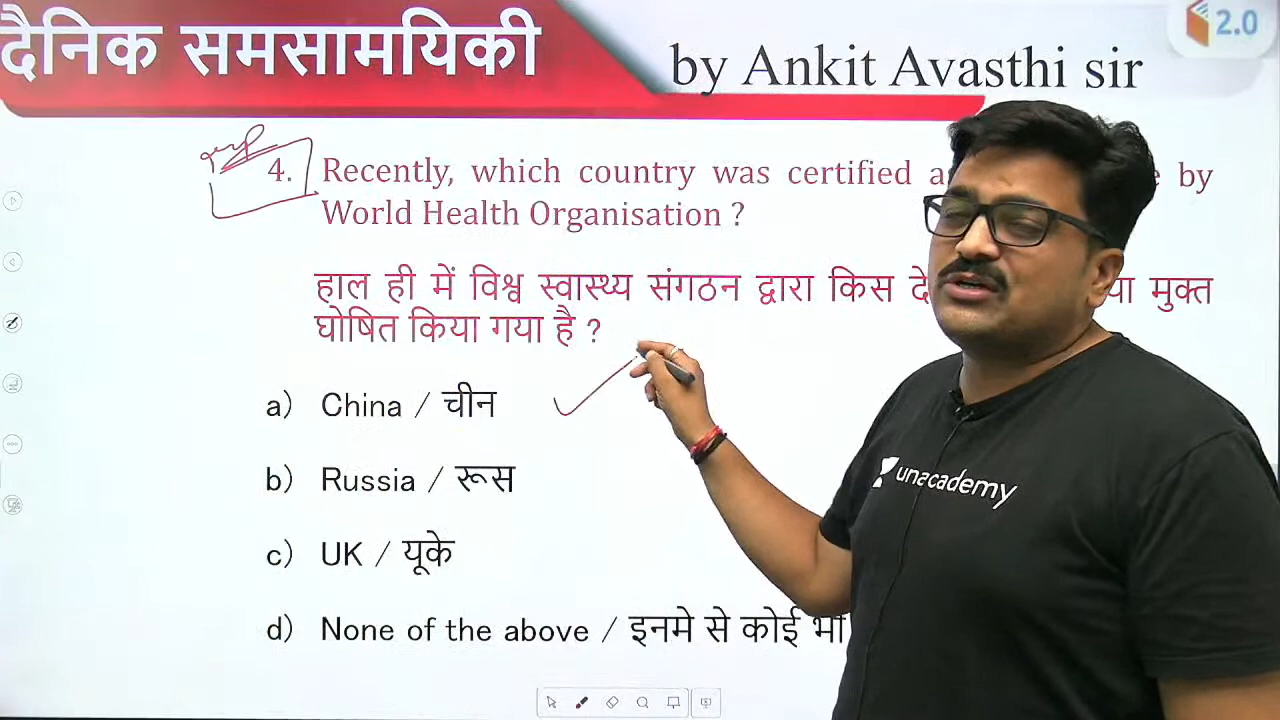 दैनिक समसामयिकी
by Ankit Avasthi sir
2.0
4. Recently, which country was certified by
World Health Organisation ?
हाल ही में विश्व स्वास्थ्य संगठन द्वारा किस मुक्त
घोषित किया गया है ?
a) China / चीन
b) Russia / रूस
c) UK / यूके
d) None of the above / इनमे से कोई
unacademy